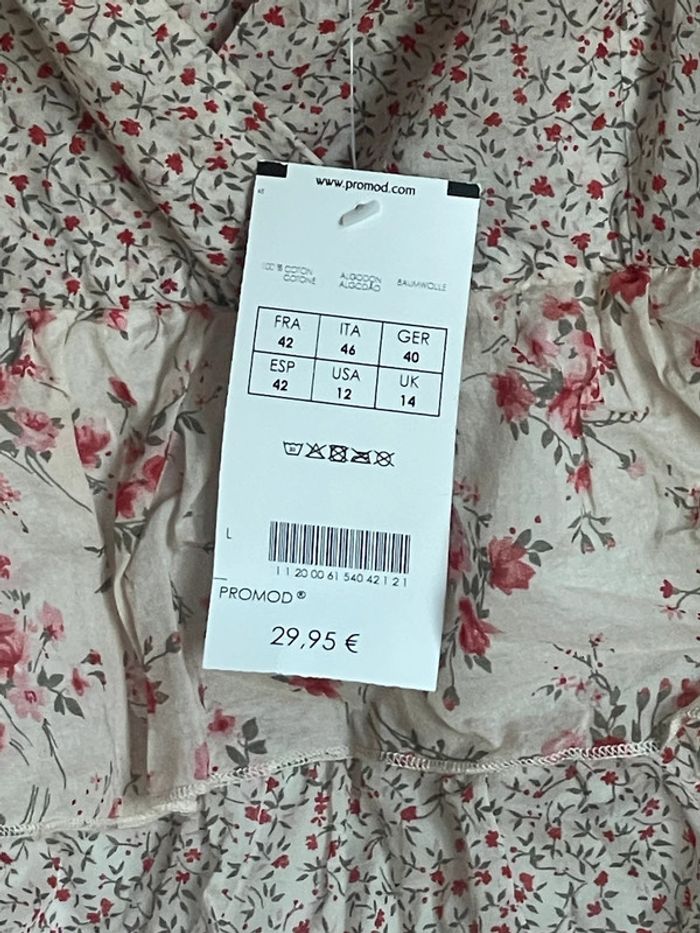 www.promod.com
100 % COTON ALGODON BAUMWOLLE
COTONE ALGODÃO
FRA ITA GER
42 46 40
ESP USA UK
42 12 14
L
1 1 20 00 61 540 42 1 2 1
PROMOD ®
29,95 €